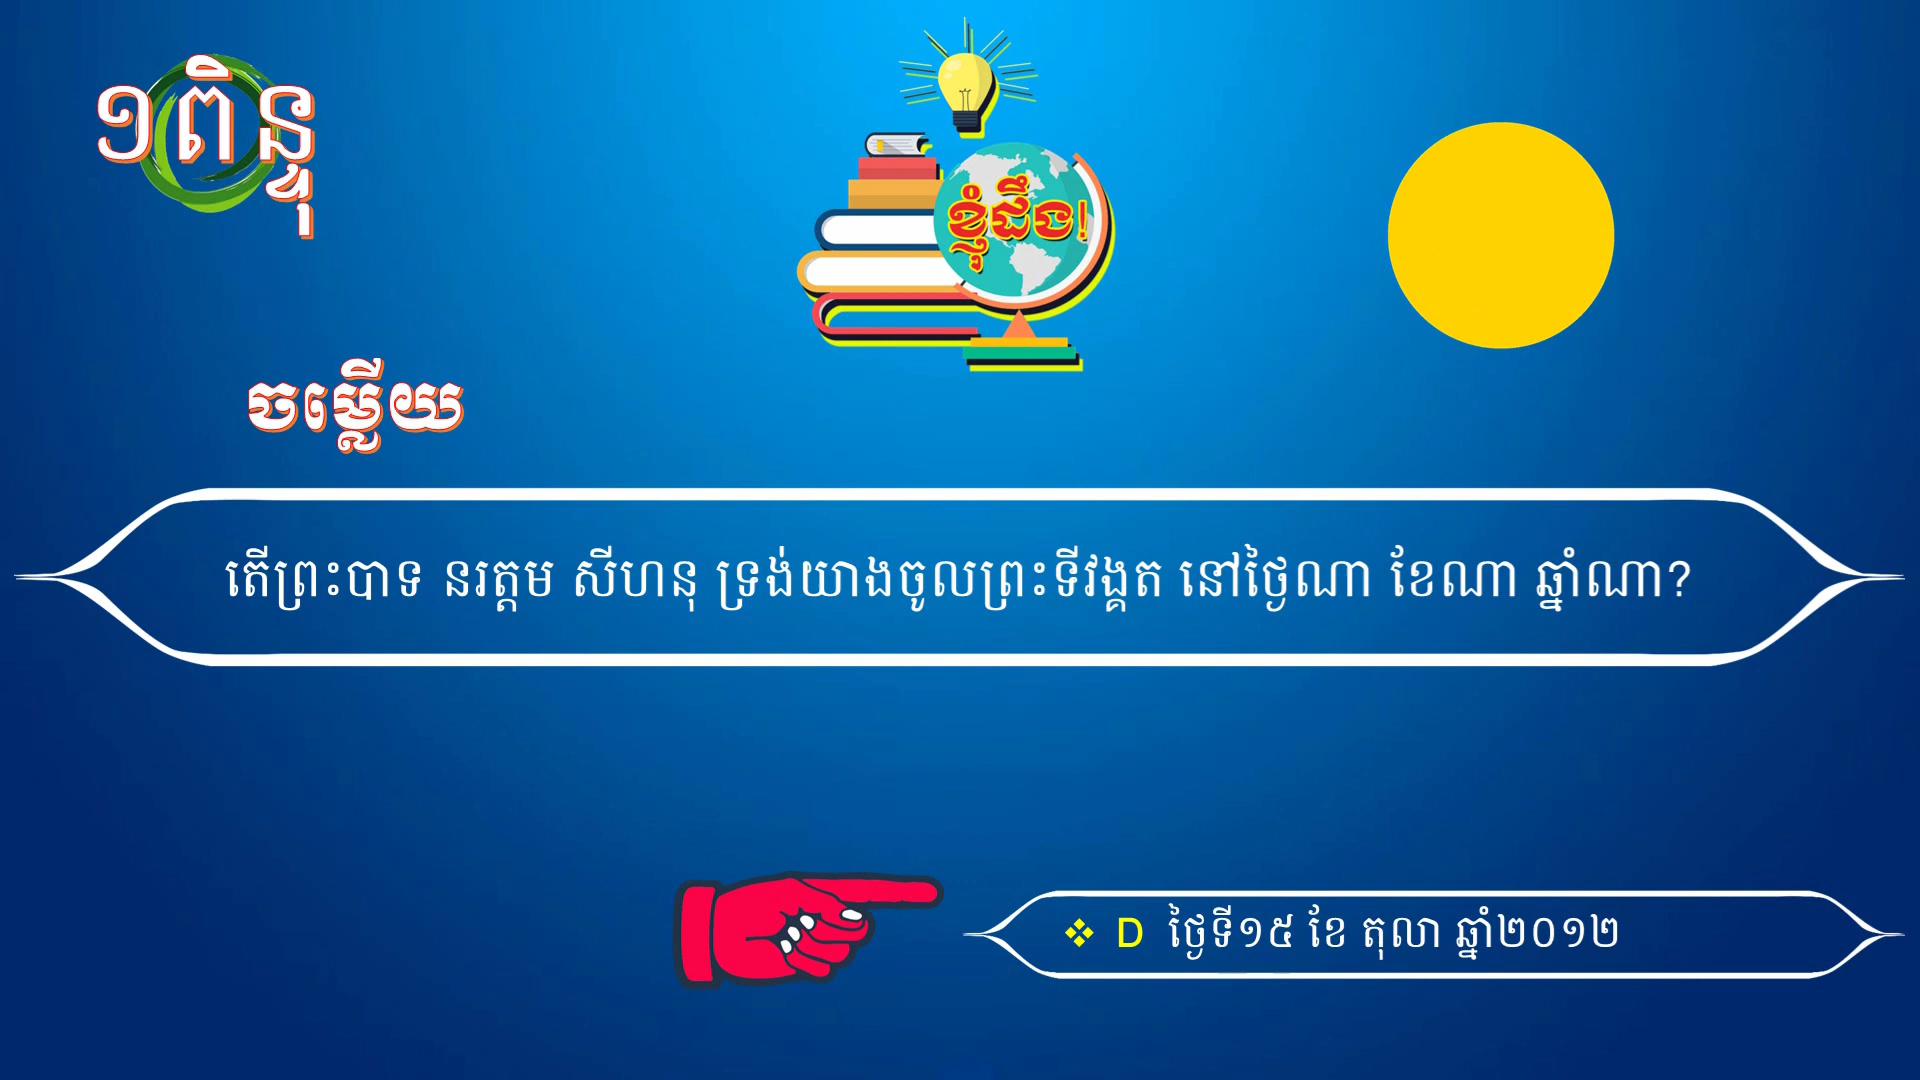 ១ពិន្ទុ
ខ្ញុំដឹង!
ចម្លើយ
តើព្រះបាទ នរត្តម សីហនុ ទ្រង់យាងចូលព្រះទីវង្គត នៅថ្ងៃណា ខែណា ឆ្នាំណា?
❖ D ថ្ងៃទី១៥ ខែ តុលា ឆ្នាំ២០១២